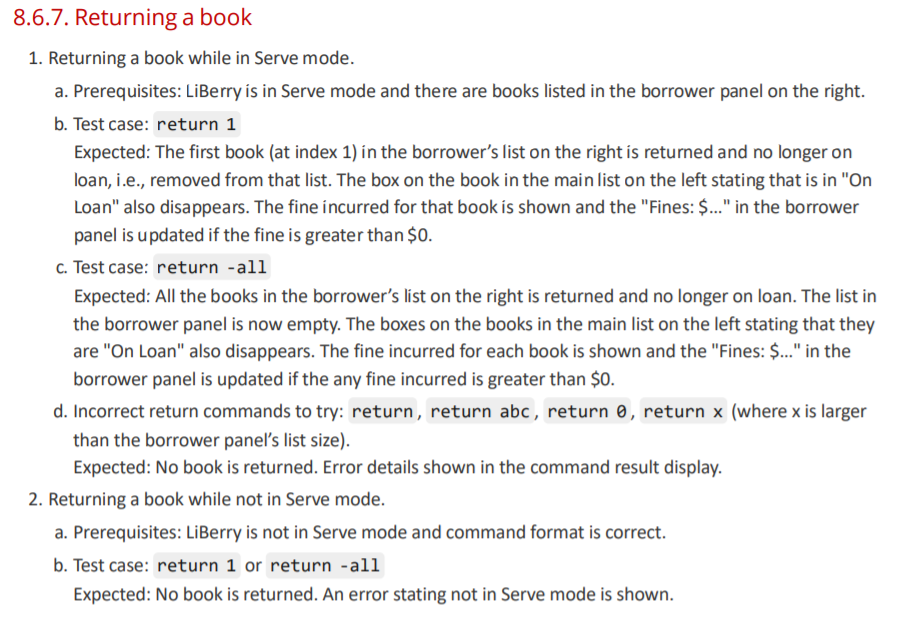 8.6.7. Returning a book
1. Returning a book while in Serve mode.
a. Prerequisites: LiBerry is in Serve mode and there are books listed in the borrower panel on the right.
b. Test case: return 1
Expected: The first book (at index 1) in the borrower's list on the right is returned and no longer on
loan, i.e., removed from that list. The box on the book in the main list on the left stating that is in "On
Loan" also disappears. The fine incurred for that book is shown and the "Fines: $..." in the borrower
panel is updated if the fine is greater than $0.
c. Test case: return -all
Expected: All the books in the borrower's list on the right is returned and no longer on loan. The list in
the borrower panel is now empty. The boxes on the books in the main list on the left stating that they
are "On Loan" also disappears. The fine incurred for each book is shown and the "Fines: $..." in the
borrower panel is updated if the any fine incurred is greater than $0.
d. Incorrect return commands to try: return, return abc, return 0, return x (where x is larger
than the borrower panel's list size).
Expected: No book is returned. Error details shown in the command result display.
2. Returning a book while not in Serve mode.
a. Prerequisites: LiBerry is not in Serve mode and command format is correct.
b. Test case: return 1 or return -all
Expected: No book is returned. An error stating not in Serve mode is shown.